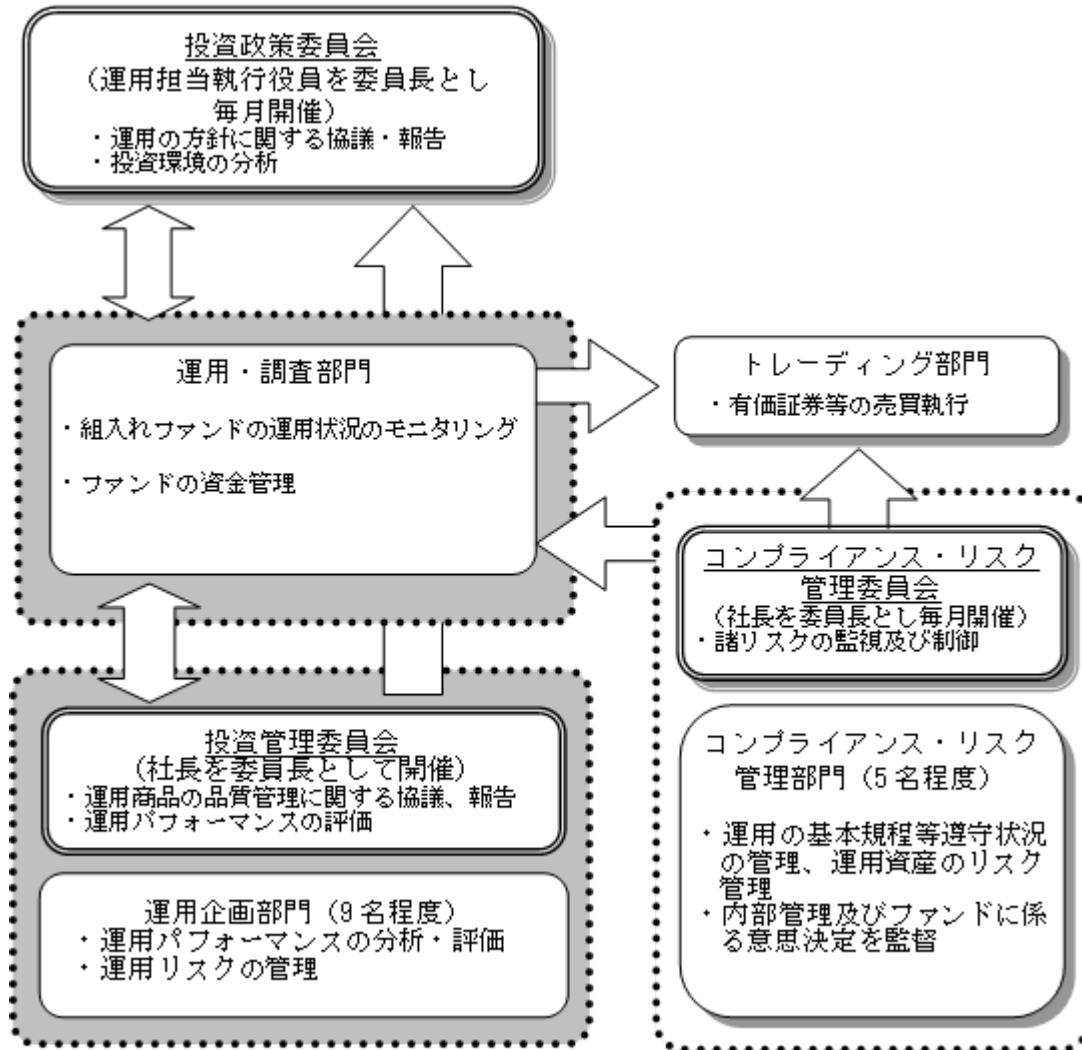 投資政策委員会
（運用担当執行役員を委員長とし
毎月開催）
・運用の方針に関する協議・報告
・投資環境の分析
運用・調査部門
・組入れファンドの運用状況のモニタリング
・ファンドの資金管理
トレーディング部門
・有価証券等の売買執行
コンプライアンス・リスク
管理委員会
（社長を委員長とし毎月開催）
・諸リスクの監視及び制御
投資管理委員会
（社長を委員長として開催）
・運用商品の品質管理に関する協議、報告
・運用パフォーマンスの評価
運用企画部門（9名程度）
・運用パフォーマンスの分析・評価
・運用リスクの管理
コンプライアンス・リスク
管理部門（5名程度）
・運用の基本規程等遵守状況
の管理、運用資産のリスク
管理
・内部管理及びファンドに係
る意思決定を監督